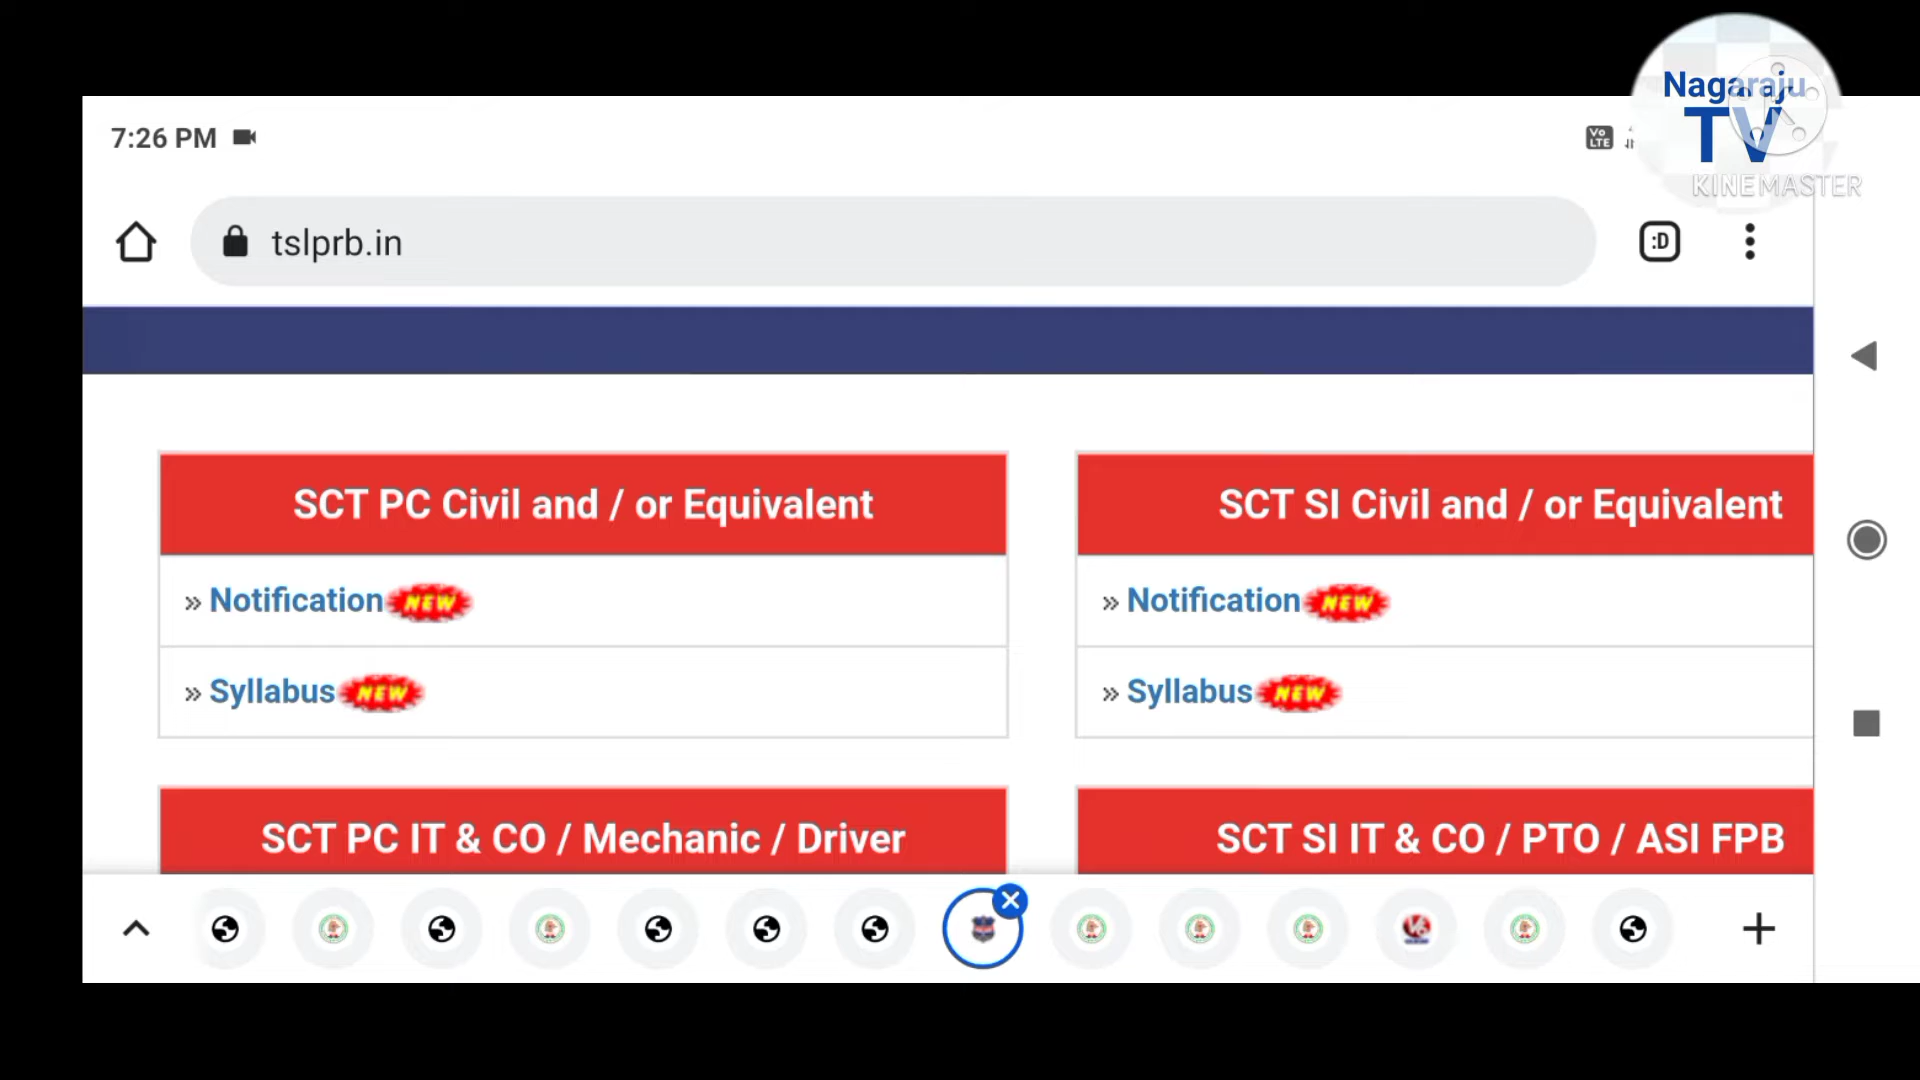 Nagaraju
TV
KINEMASTER
7:26 PM
Vo
LTE
tslprb.in
:D
SCT PC Civil and / or Equivalent
SCT SI Civil and / or Equivalent
» Notification NEW
» Notification NEW
» Syllabus NEW
» Syllabus NEW
SCT PC IT & CO / Mechanic / Driver
SCT SI IT & CO / PTO / ASI FPB